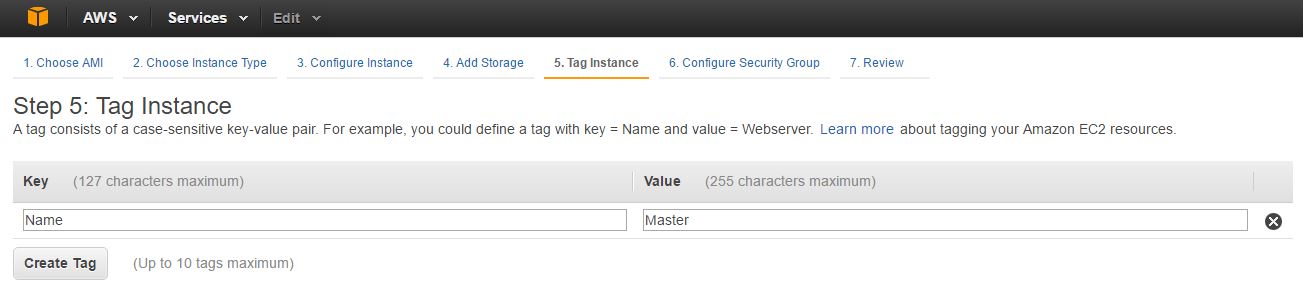 AWS Services Edit
1. Choose AMI 2. Choose Instance Type 3. Configure Instance 4. Add Storage 5. Tag Instance 6. Configure Security Group 7. Review
Step 5: Tag Instance
A tag consists of a case-sensitive key-value pair. For example, you could define a tag with key = Name and value = Webserver. Learn more about tagging your Amazon EC2 resources.
Key (127 characters maximum) Value (255 characters maximum)
Name Master
Create Tag (Up to 10 tags maximum)